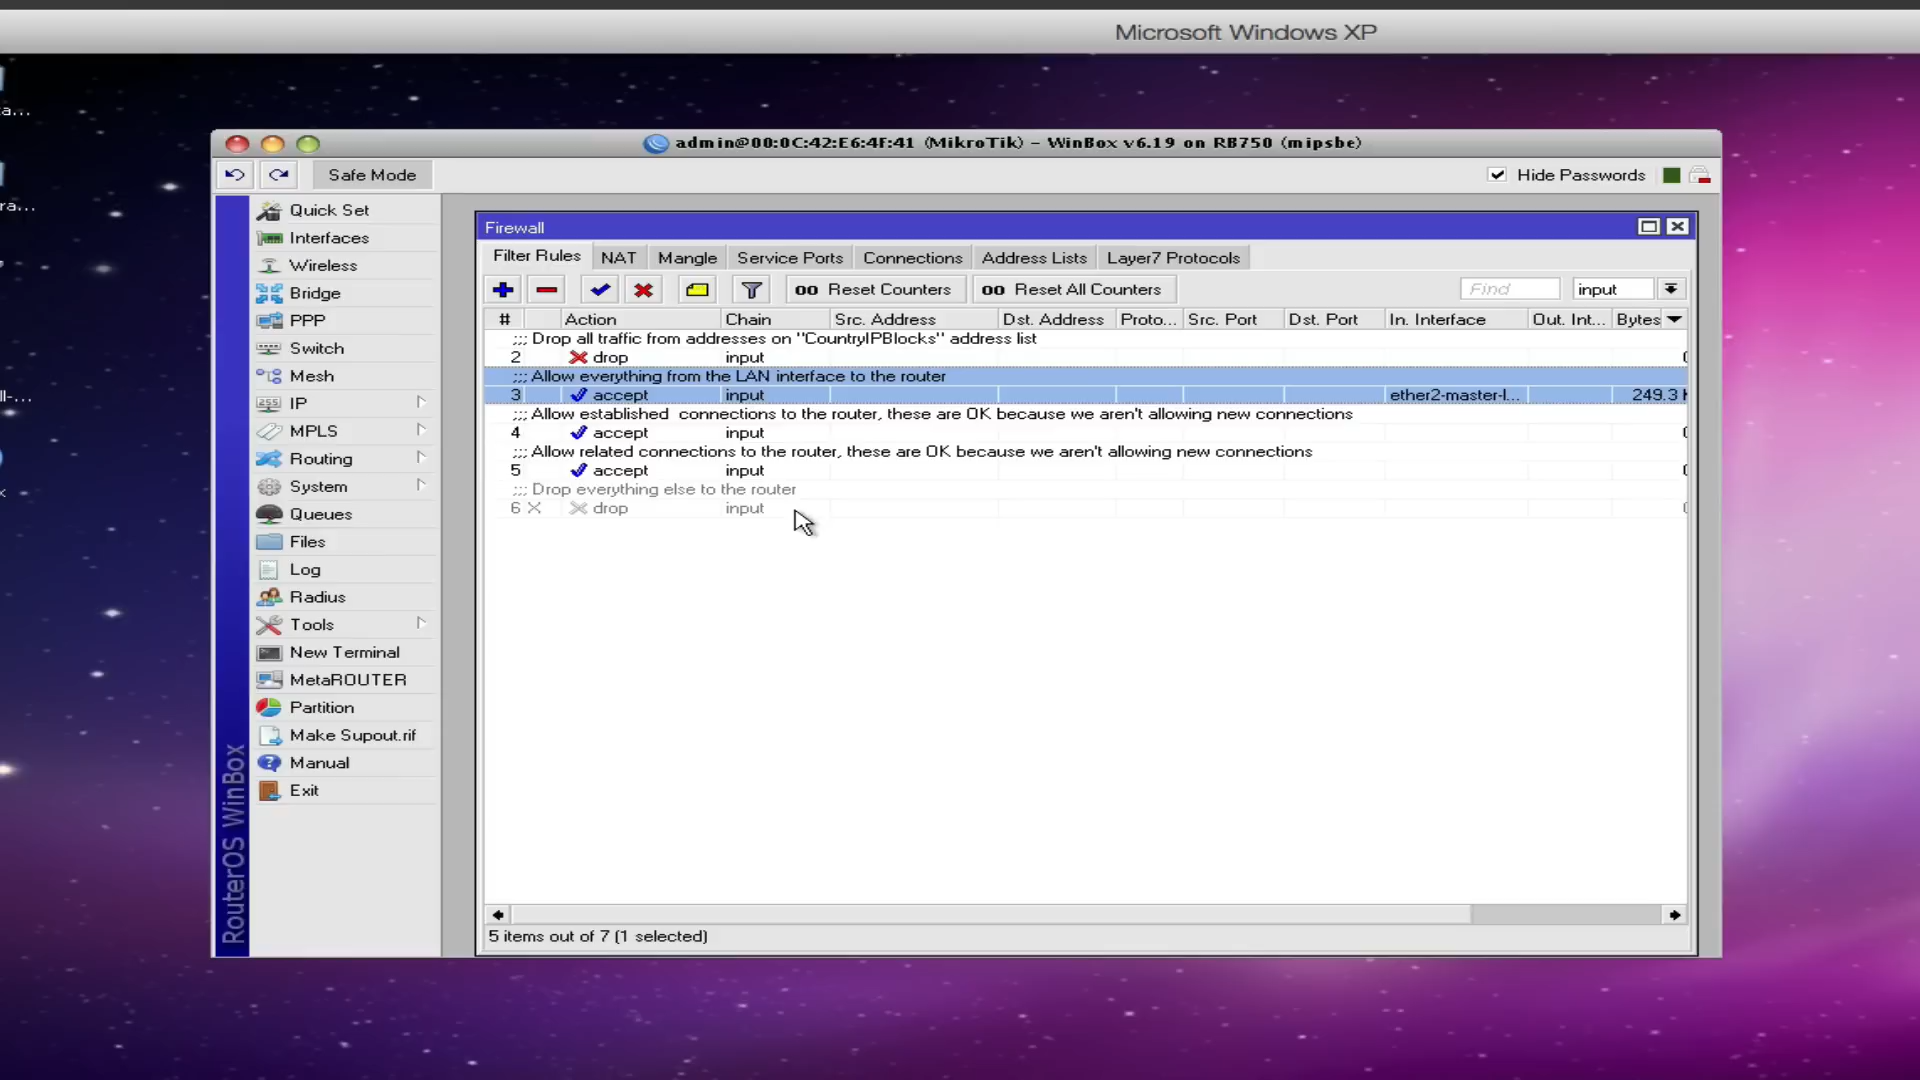 Microsoft Windows XP
a...
ra...
ll-...
x
admin@00:0C:42:E6:4F:41 (MikroTik) - WinBox v6.19 on RB750 (mipsbe)
Safe Mode
Hide Passwords
Quick Set
Interfaces
Wireless
Bridge
PPP
Switch
Mesh
255 IP
MPLS
Routing
System
Queues
Files
Log
Radius
Tools
New Terminal
MetaROUTER
Partition
Make Supout.rif
Manual
Exit
RouterOS WinBox
Firewall
Filter Rules NAT Mangle Service Ports Connections Address Lists Layer7 Protocols
00 Reset Counters 00 Reset All Counters Find input
# Action Chain Src. Address Dst. Address Proto... Src. Port Dst. Port In. Interface Out. Int... Bytes
;;; Drop all traffic from addresses on "CountryIPBlocks" address list
2 drop input
;;; Allow everything from the LAN interface to the router
3 accept input ether2-master-l... 249.3
;;; Allow established  connections to the router, these are OK because we aren't allowing new connections
4 accept input
;;; Allow related connections to the router, these are OK because we aren't allowing new connections
5 accept input
;;; Drop everything else to the router
6 X drop input
5 items out of 7 (1 selected)